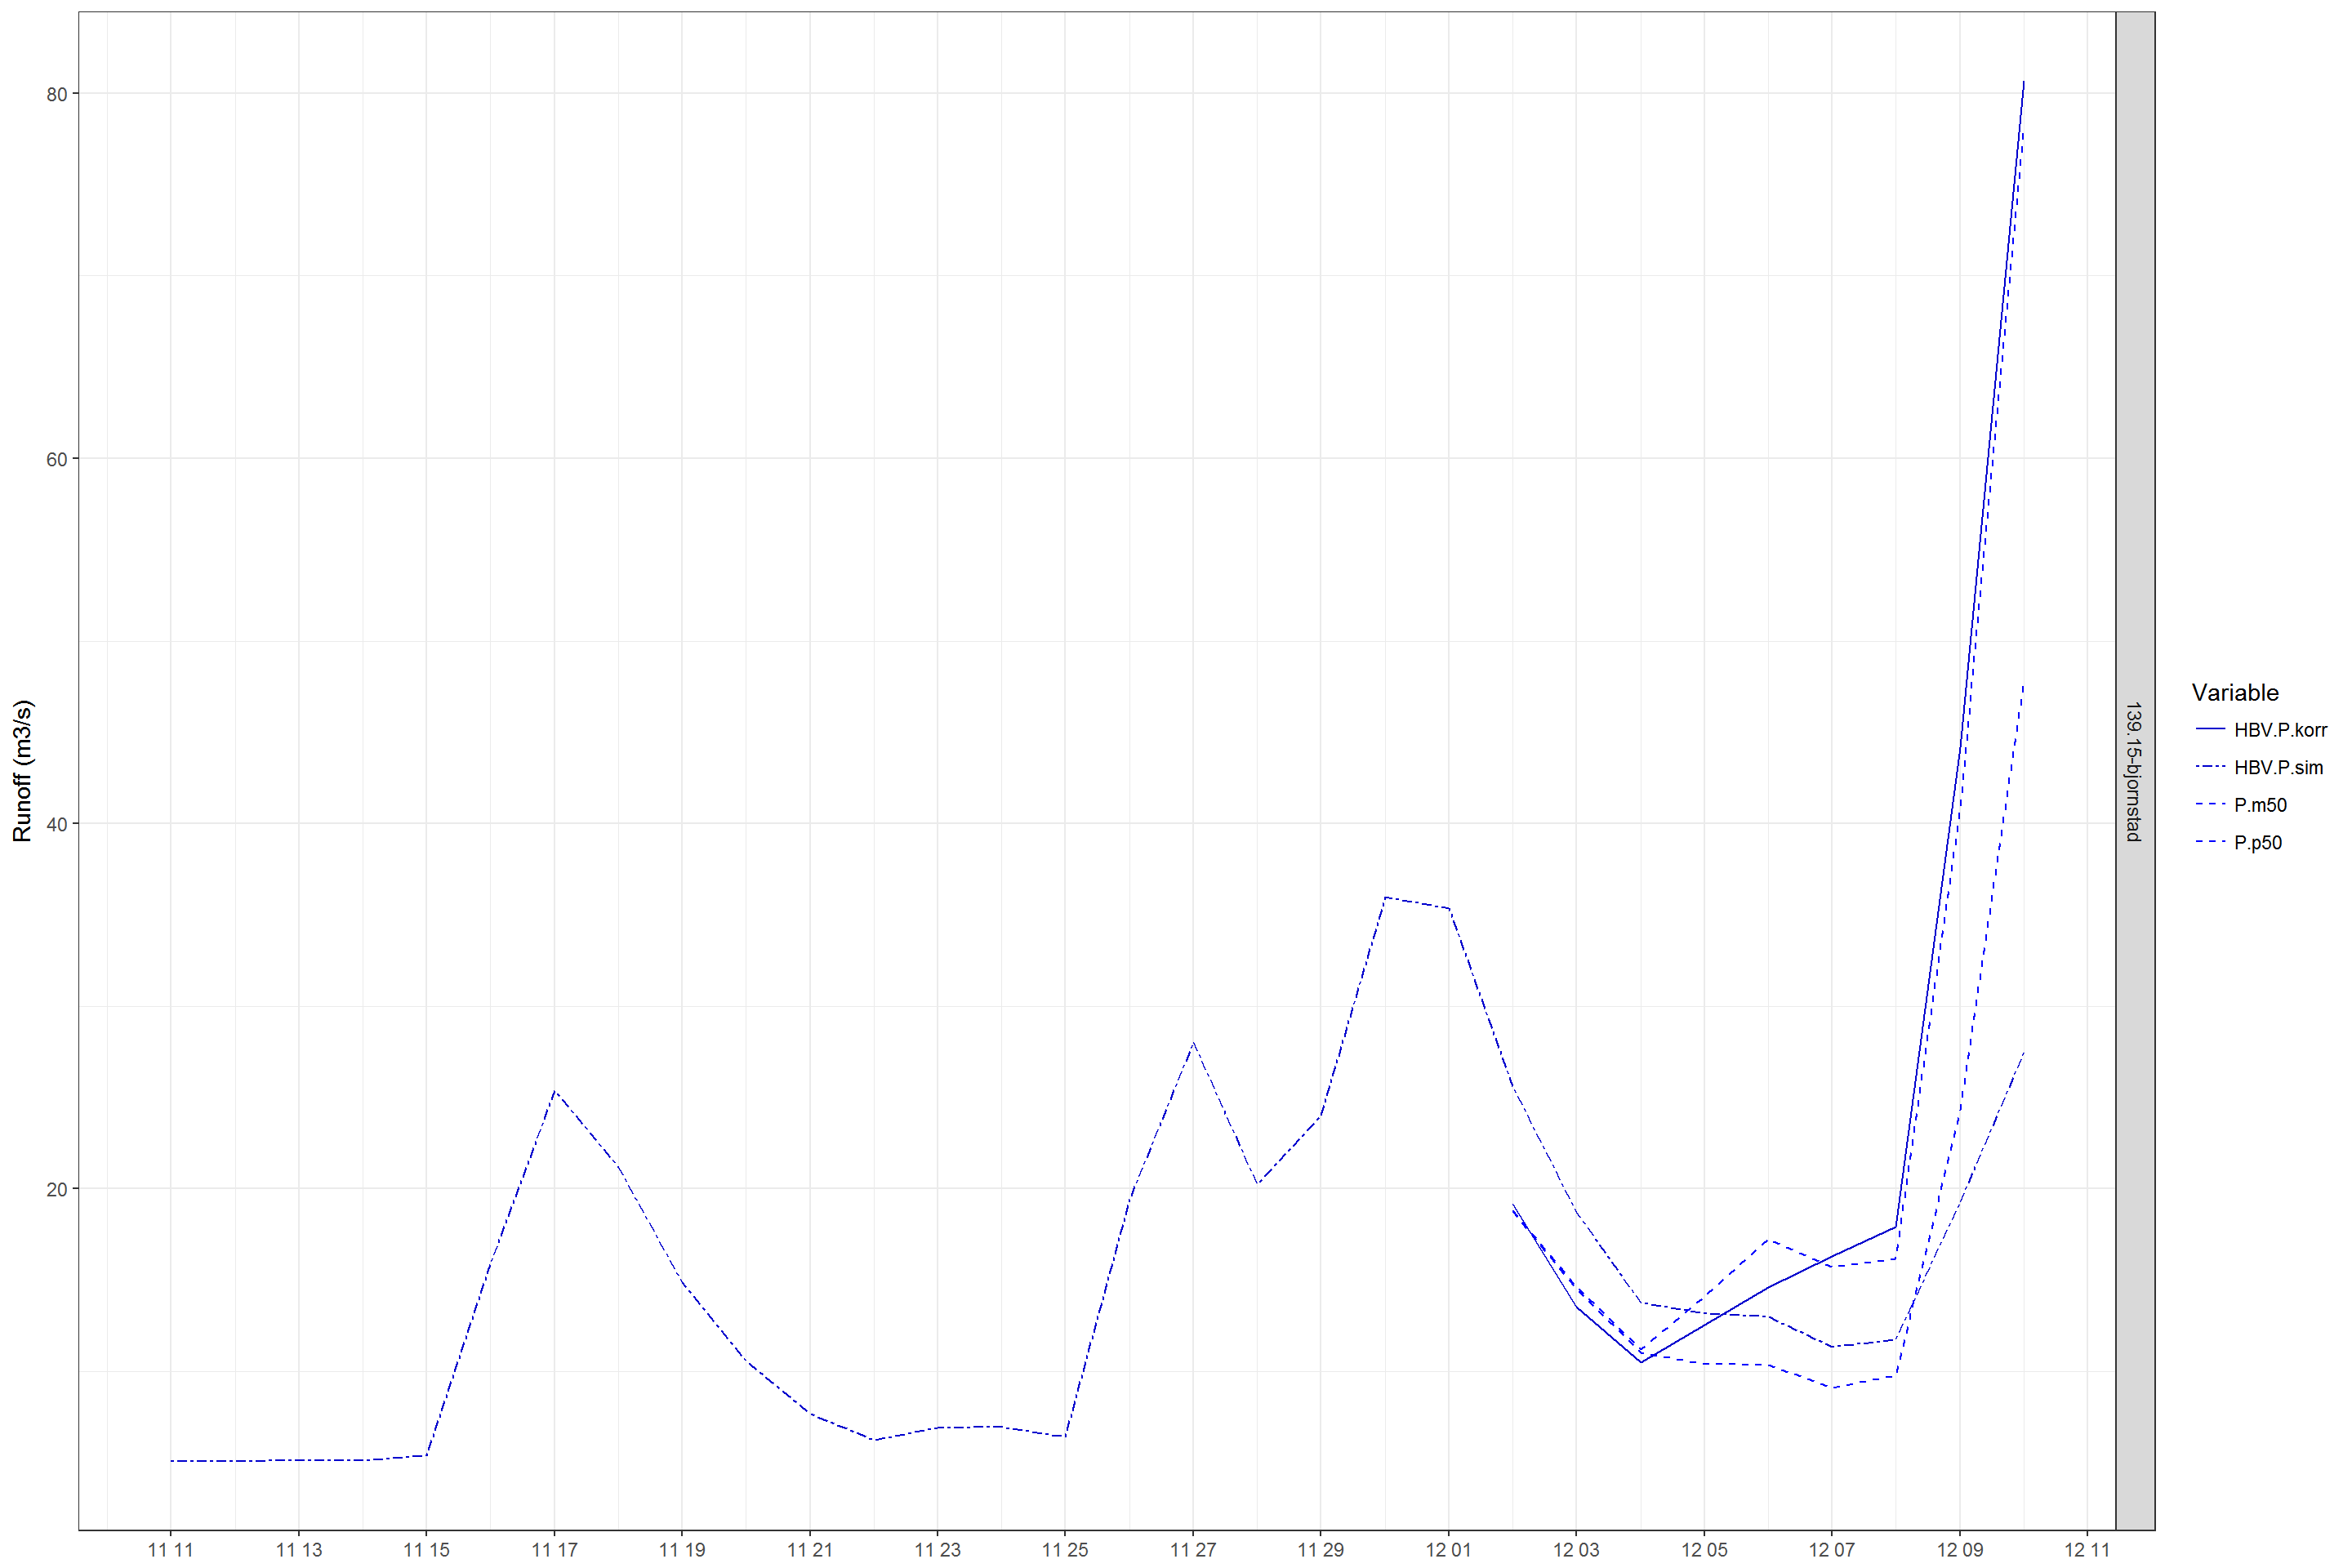 80
60
40
20
Runoff (m3/s)
11 11
11 13
11 15
11 17
11 19
11 21
11 23
11 25
11 27
11 29
12 01
12 03
12 05
12 07
12 09
12 11
139.15-bjornstad
Variable
HBV.P.korr
HBV.P.sim
P.m50
P.p50